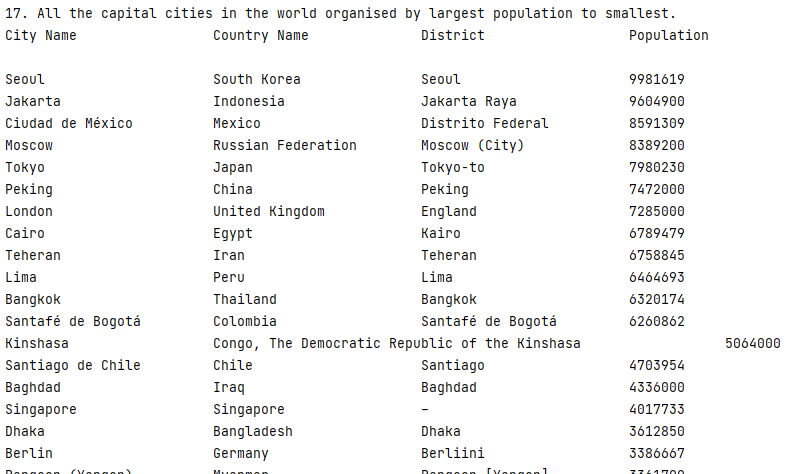 17. All the capital cities in the world organised by largest population to smallest.
City Name Country Name District Population
Seoul South Korea Seoul 9981619
Jakarta Indonesia Jakarta Raya 9604900
Ciudad de México Mexico Distrito Federal 8591309
Moscow Russian Federation Moscow (City) 8389200
Tokyo Japan Tokyo-to 7980230
Peking China Peking 7472000
London United Kingdom England 7285000
Cairo Egypt Kairo 6789479
Teheran Iran Teheran 6758845
Lima Peru Lima 6464693
Bangkok Thailand Bangkok 6320174
Santafé de Bogotá Colombia Santafé de Bogotá 6260862
Kinshasa Congo, The Democratic Republic of the Kinshasa 5064000
Santiago de Chile Chile Santiago 4703954
Baghdad Iraq Baghdad 4336000
Singapore Singapore – 4017733
Dhaka Bangladesh Dhaka 3612850
Berlin Germany Berliini 3386667